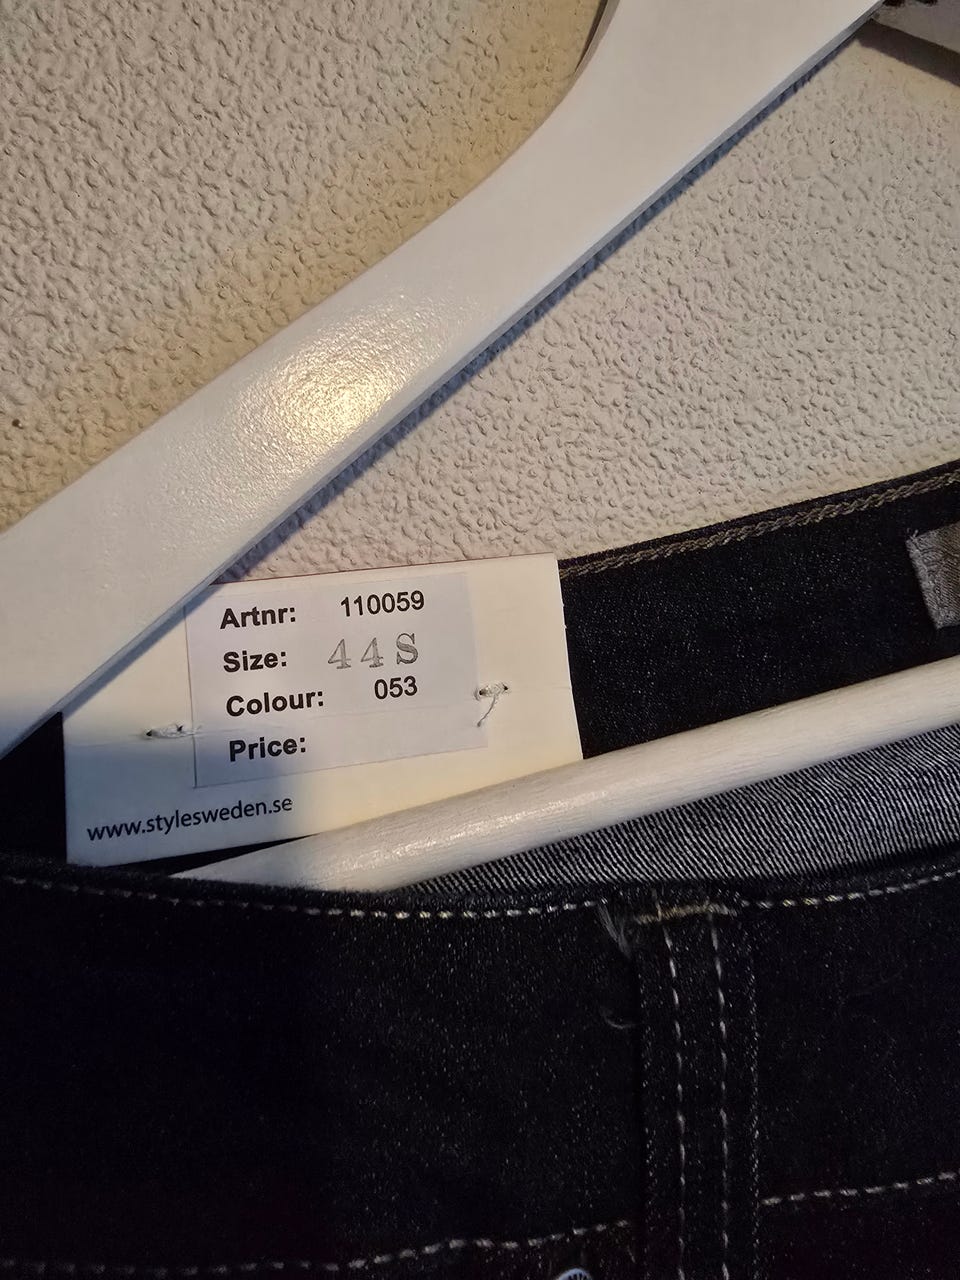 Artnr: 110059
Size: 44S
Colour: 053
Price:
www.stylesweden.se